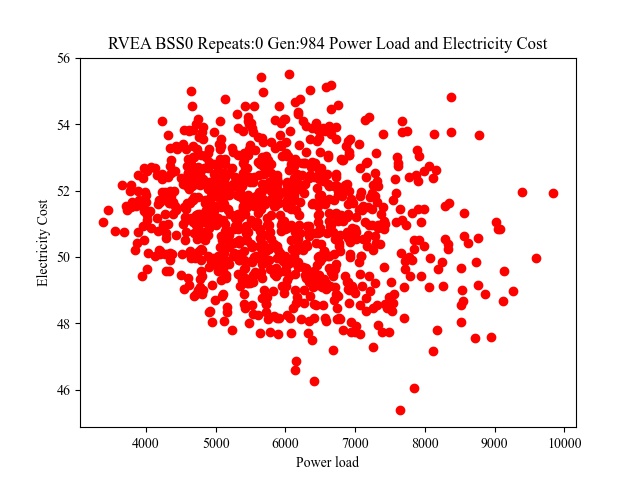 RVEA BSS0 Repeats:0 Gen:984 Power Load and Electricity Cost
56
54
52
50
48
46
Electricity Cost
4000 5000 6000 7000 8000 9000 10000
Power load